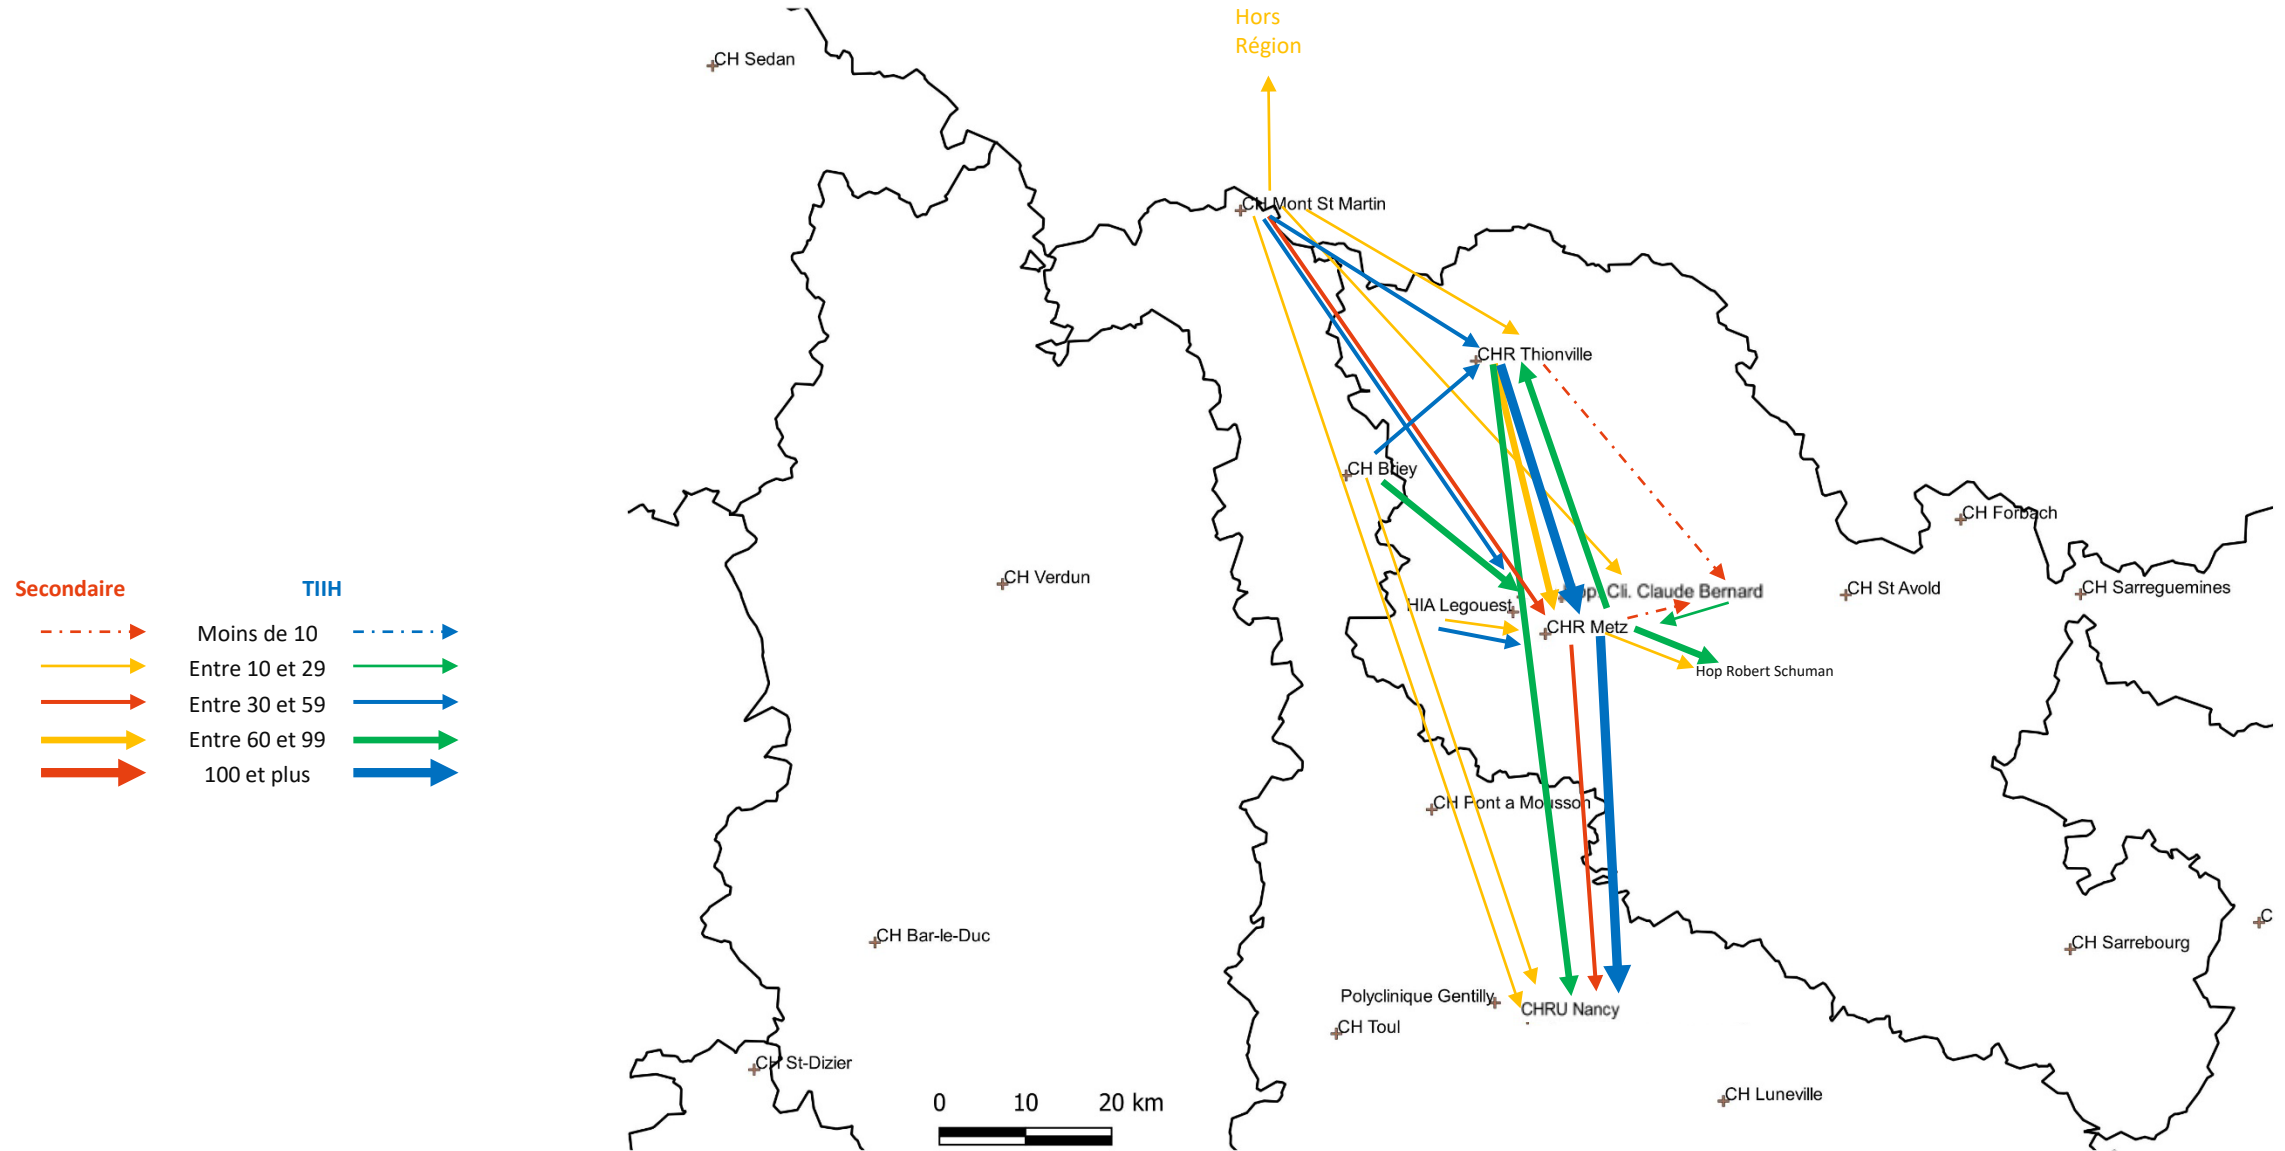 Hors
Région
CH Sedan
CH Mont St Martin
CHR Thionville
CH Briey
CH Forbach
CH Verdun
Hop. Cli. Claude Bernard
CH St Avold
CH Sarreguemines
HIA Legouest
CHR Metz
Hop Robert Schuman
Secondaire TIIH
Moins de 10
Entre 10 et 29
Entre 30 et 59
Entre 60 et 99
100 et plus
CH Pont a Mousson
C
CH Bar-le-Duc
CH Sarrebourg
Polyclinique Gentilly
CHRU Nancy
CH Toul
CH St-Dizier
CH Luneville
0 10 20 km